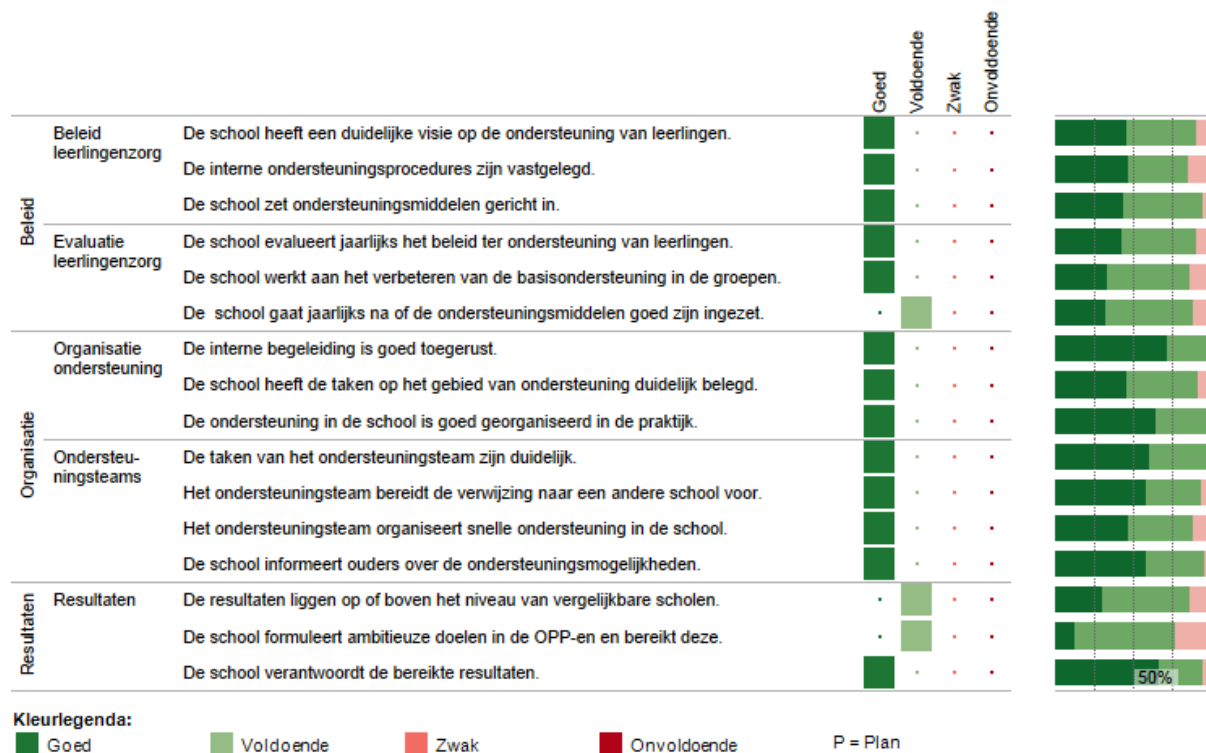 Goed
Voldoende
Zwak
Onvoldoende
Beleid
Beleid
leerlingenzorg
De school heeft een duidelijke visie op de ondersteuning van leerlingen.
De interne ondersteuningsprocedures zijn vastgelegd.
De school zet ondersteuningsmiddelen gericht in.
Evaluatie
leerlingenzorg
De school evalueert jaarlijks het beleid ter ondersteuning van leerlingen.
De school werkt aan het verbeteren van de basisondersteuning in de groepen.
De school gaat jaarlijks na of de ondersteuningsmiddelen goed zijn ingezet.
Organisatie
Organisatie
ondersteuning
De interne begeleiding is goed toegerust.
De school heeft de taken op het gebied van ondersteuning duidelijk belegd.
De ondersteuning in de school is goed georganiseerd in de praktijk.
Ondersteu-
ningsteams
De taken van het ondersteuningsteam zijn duidelijk.
Het ondersteuningsteam bereidt de verwijzing naar een andere school voor.
Het ondersteuningsteam organiseert snelle ondersteuning in de school.
De school informeert ouders over de ondersteuningsmogelijkheden.
Resultaten
Resultaten
De resultaten liggen op of boven het niveau van vergelijkbare scholen.
De school formuleert ambitieuze doelen in de OPP-en en bereikt deze.
De school verantwoordt de bereikte resultaten.
50%
Kleurlegenda:
Goed Voldoende Zwak Onvoldoende P = Plan